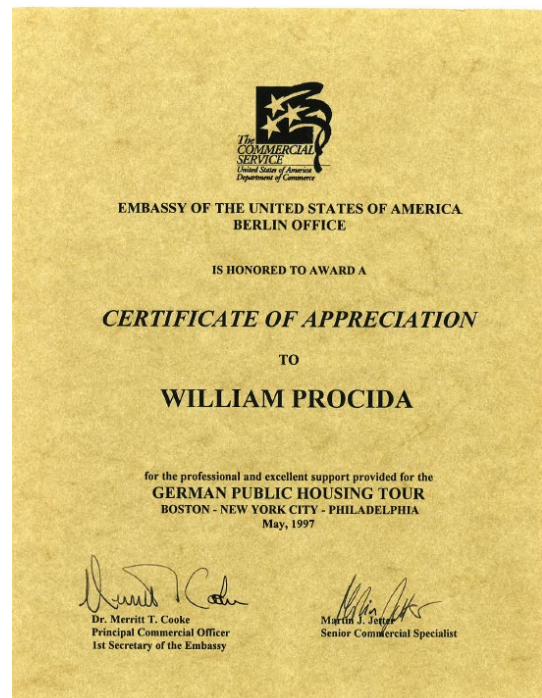 The
COMMERCIAL
SERVICE
United States of America
Department of Commerce
EMBASSY OF THE UNITED STATES OF AMERICA
BERLIN OFFICE
IS HONORED TO AWARD A
CERTIFICATE OF APPRECIATION
TO
WILLIAM PROCIDA
for the professional and excellent support provided for the
GERMAN PUBLIC HOUSING TOUR
BOSTON - NEW YORK CITY - PHILADELPHIA
May, 1997
Merritt T Cooke
Dr. Merritt T. Cooke
Principal Commercial Officer
1st Secretary of the Embassy
Martin J. Jetter
Senior Commercial Specialist